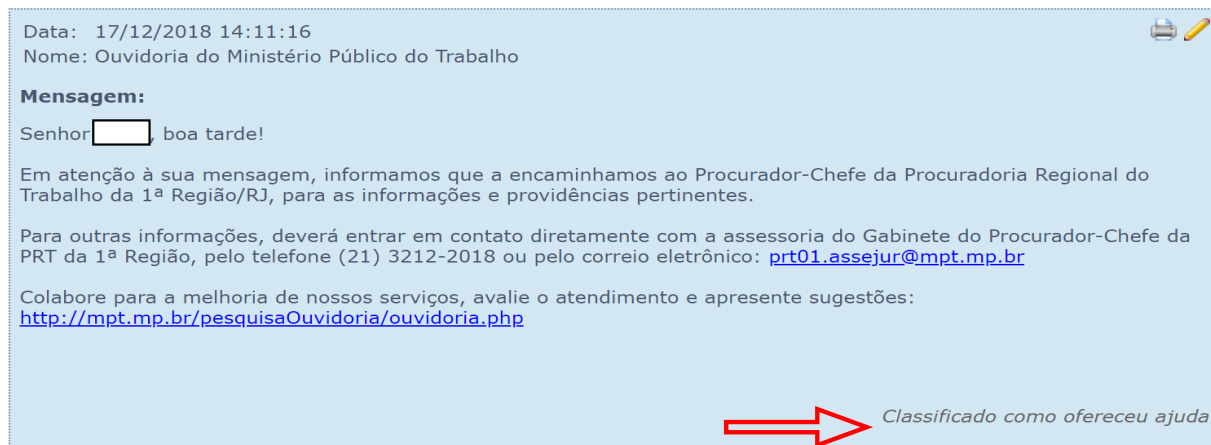 Data: 17/12/2018 14:11:16
Nome: Ouvidoria do Ministério Público do Trabalho
Mensagem:
Senhor , boa tarde!
Em atenção à sua mensagem, informamos que a encaminhamos ao Procurador-Chefe da Procuradoria Regional do
Trabalho da 1ª Região/RJ, para as informações e providências pertinentes.
Para outras informações, deverá entrar em contato diretamente com a assessoria do Gabinete do Procurador-Chefe da
PRT da 1ª Região, pelo telefone (21) 3212-2018 ou pelo correio eletrônico: prt01.assejur@mpt.mp.br
Colabore para a melhoria de nossos serviços, avalie o atendimento e apresente sugestões:
http://mpt.mp.br/pesquisaOuvidoria/ouvidoria.php
Classificado como ofereceu ajuda